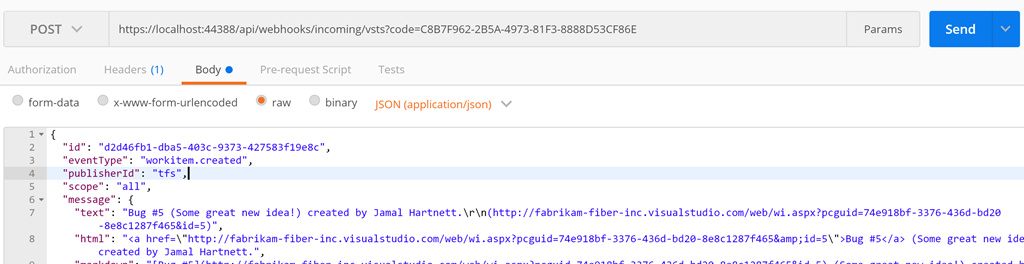 POST https://localhost:44388/api/webhooks/incoming/vsts?code=C8B7F962-2B5A-4973-81F3-8888D53CF86E Params Send
Authorization Headers (1) Body Pre-request Script Tests
form-data x-www-form-urlencoded raw binary JSON (application/json)
1 {
2 "id": "d2d46fb1-dba5-403c-9373-427583f19e8c",
3 "eventType": "workitem.created",
4 "publisherId": "tfs",
5 "scope": "all",
6 "message": {
7 "text": "Bug #5 (Some great new idea!) created by Jamal Hartnett.\r\n(http://fabrikam-fiber-inc.visualstudio.com/web/wi.aspx?pcguid=74e918bf-3376-436d-bd20
-8e8c1287f465&id=5)",
8 "html": "<a href=\"http://fabrikam-fiber-inc.visualstudio.com/web/wi.aspx?pcguid=74e918bf-3376-436d-bd20-8e8c1287f465&amp;id=5\">Bug #5</a> (Some great new ide
created by Jamal Hartnett.",